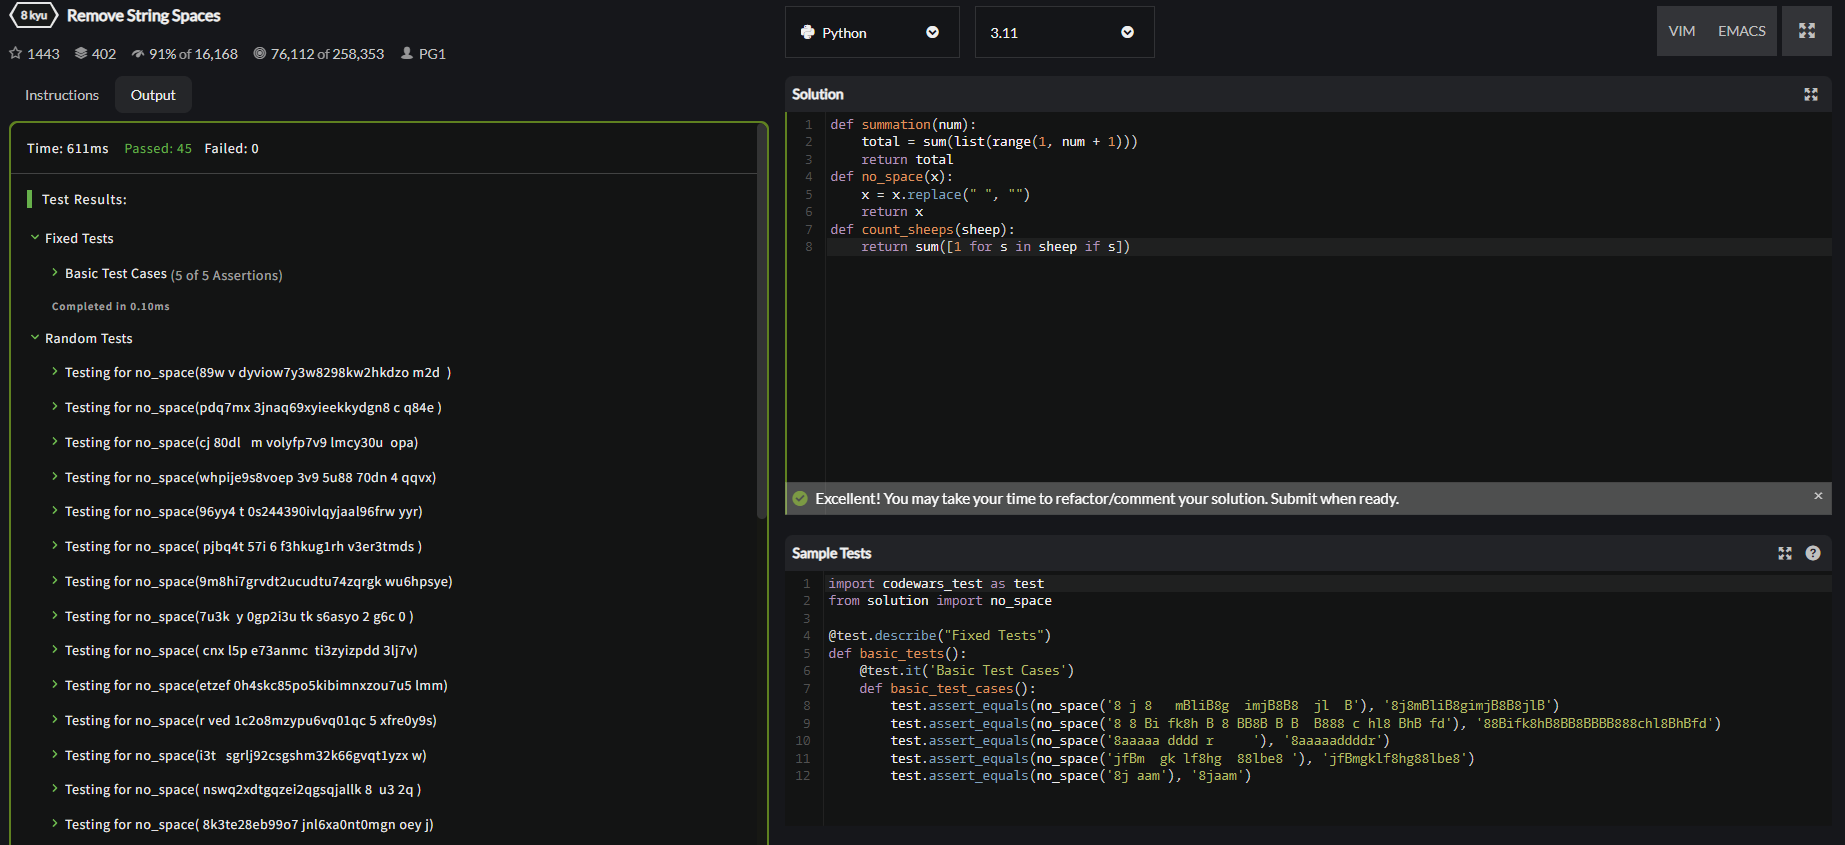 8 kyu Remove String Spaces
1443 402 91% of 16,168 76,112 of 258,353 PG1
Instructions Output
Time: 611ms Passed: 45 Failed: 0
Test Results:
Fixed Tests
Basic Test Cases (5 of 5 Assertions)
Completed in 0.10ms
Random Tests
Testing for no_space(89w v dyviow7y3w8298kw2hkdzo m2d  )
Testing for no_space(pdq7mx 3jnaq69xyieekkydgn8 c q84e )
Testing for no_space(cj 80dl   m volyfp7v9 lmcy30u  opa)
Testing for no_space(whpije9s8voep 3v9 5u88 70dn 4 qqvx)
Testing for no_space(96yy4 t 0s244390ivlqyjaal96frw yyr)
Testing for no_space( pjbq4t 57i 6 f3hkug1rh v3er3tmds )
Testing for no_space(9m8hi7grvdt2ucudtu74zqrgk wu6hpsye)
Testing for no_space(7u3k  y 0gp2i3u tk s6asyo 2 g6c 0 )
Testing for no_space( cnx l5p e73anmc  ti3zyizpdd 3lj7v)
Testing for no_space(etzef 0h4skc85po5kibimnxzou7u5 lmm)
Testing for no_space(r ved 1c2o8mzypu6vq01qc 5 xfre0y9s)
Testing for no_space(i3t   sgrlj92csgshm32k66gvqt1yzx w)
Testing for no_space( nswq2xdtgqzei2qgsqjallk 8  u3 2q )
Testing for no_space( 8k3te28eb99o7 jnl6xa0nt0mgn oey j)
Python 3.11 VIM EMACS
Solution
1 def summation(num):
2     total = sum(list(range(1, num + 1)))
3     return total
4 def no_space(x):
5     x = x.replace(" ", "")
6     return x
7 def count_sheeps(sheep):
8     return sum([1 for s in sheep if s])
Excellent! You may take your time to refactor/comment your solution. Submit when ready. ×
Sample Tests ?
1 import codewars_test as test
2 from solution import no_space
3
4 @test.describe("Fixed Tests")
5 def basic_tests():
6     @test.it('Basic Test Cases')
7     def basic_test_cases():
8         test.assert_equals(no_space('8 j 8   mBliB8g  imjB8B8  jl  B'), '8j8mBliB8gimjB8B8jlB')
9         test.assert_equals(no_space('8 8 Bi fk8h B 8 BB8B B B  B888 c hl8 BhB fd'), '88Bifk8hB8BB8BBBB888chl8BhBfd')
10         test.assert_equals(no_space('8aaaaa dddd r     '), '8aaaaaddddr')
11         test.assert_equals(no_space('jfBm  gk lf8hg  88lbe8 '), 'jfBmgklf8hg88lbe8')
12         test.assert_equals(no_space('8j aam'), '8jaam')